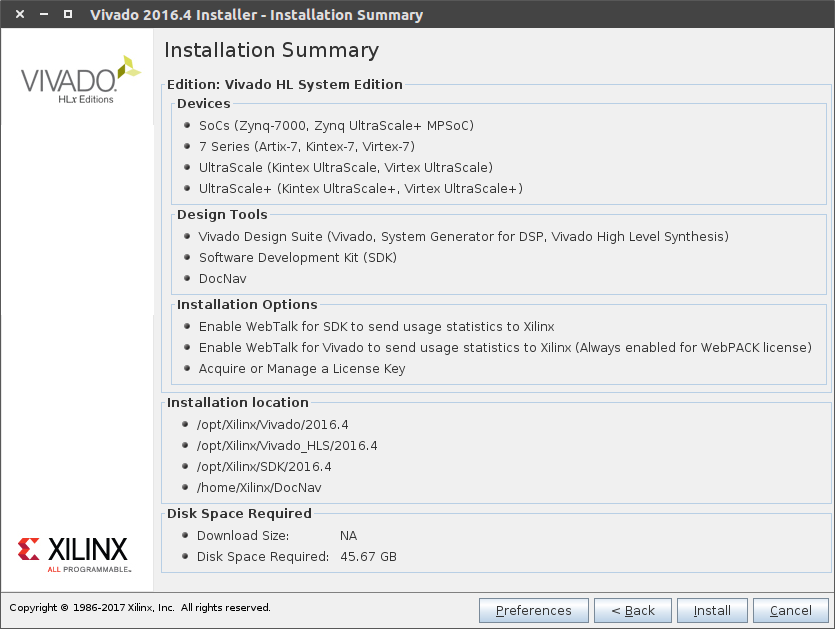 Vivado 2016.4 Installer - Installation Summary
VIVADO.
HLx Editions
Installation Summary
Edition: Vivado HL System Edition
Devices
SoCs (Zynq-7000, Zynq UltraScale+ MPSoC)
7 Series (Artix-7, Kintex-7, Virtex-7)
UltraScale (Kintex UltraScale, Virtex UltraScale)
UltraScale+ (Kintex UltraScale+, Virtex UltraScale+)
Design Tools
Vivado Design Suite (Vivado, System Generator for DSP, Vivado High Level Synthesis)
Software Development Kit (SDK)
DocNav
Installation Options
Enable WebTalk for SDK to send usage statistics to Xilinx
Enable WebTalk for Vivado to send usage statistics to Xilinx (Always enabled for WebPACK license)
Acquire or Manage a License Key
Installation location
/opt/Xilinx/Vivado/2016.4
/opt/Xilinx/Vivado_HLS/2016.4
/opt/Xilinx/SDK/2016.4
/home/Xilinx/DocNav
Disk Space Required
Download Size: NA
Disk Space Required: 45.67 GB
XILINX
ALL PROGRAMMABLE™
Copyright © 1986-2017 Xilinx, Inc. All rights reserved.
Preferences < Back Install Cancel